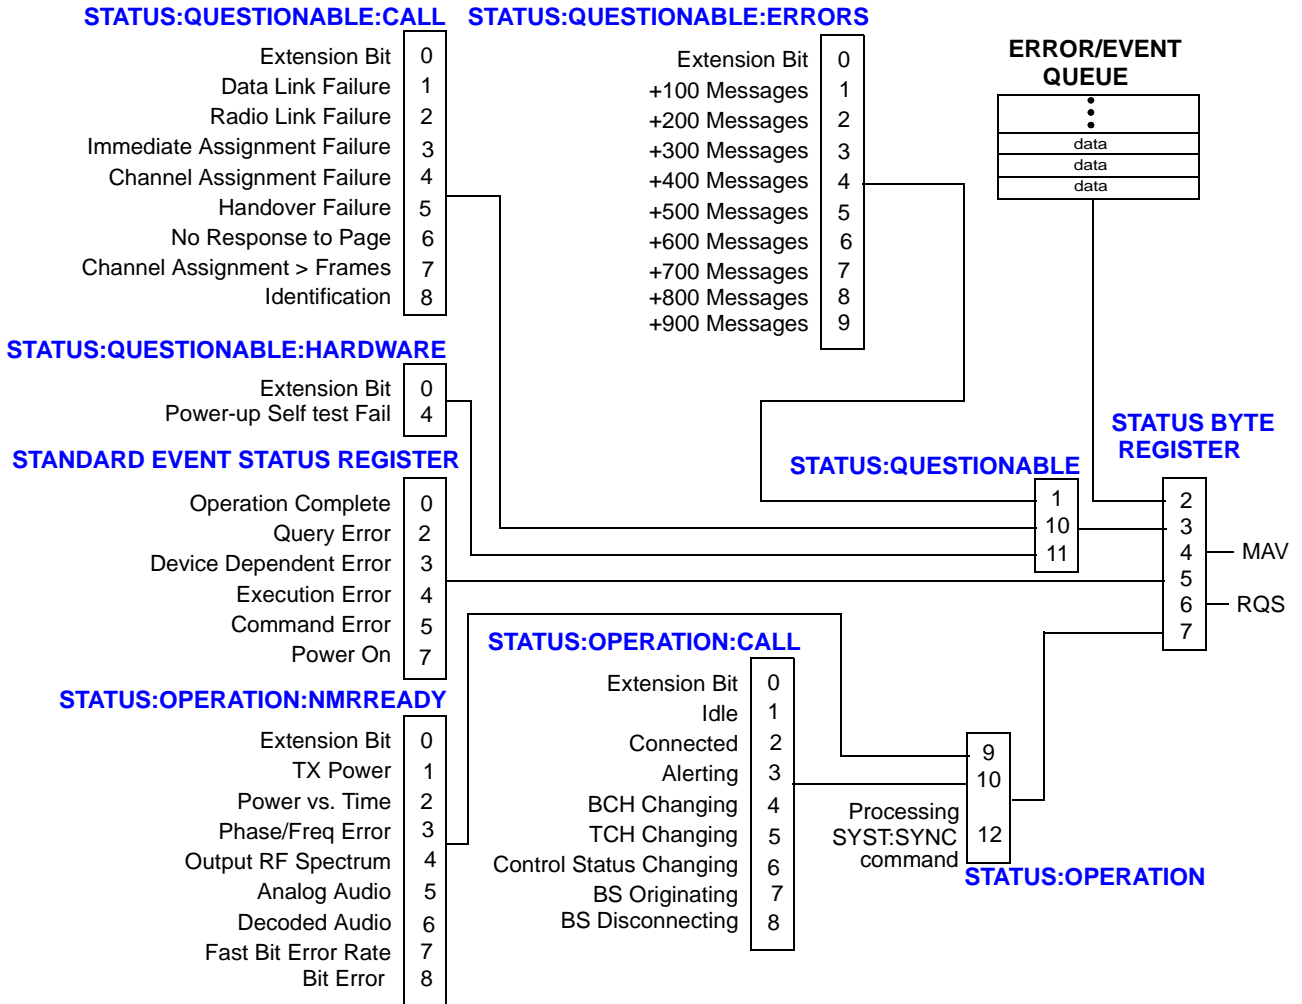 STATUS:QUESTIONABLE:CALL
Extension Bit 0
Data Link Failure 1
Radio Link Failure 2
Immediate Assignment Failure 3
Channel Assignment Failure 4
Handover Failure 5
No Response to Page 6
Channel Assignment > Frames 7
Identification 8
STATUS:QUESTIONABLE:ERRORS
Extension Bit 0
+100 Messages 1
+200 Messages 2
+300 Messages 3
+400 Messages 4
+500 Messages 5
+600 Messages 6
+700 Messages 7
+800 Messages 8
+900 Messages 9
ERROR/EVENT
QUEUE
data
data
data
STATUS:QUESTIONABLE:HARDWARE
Extension Bit 0
Power-up Self test Fail 4
STANDARD EVENT STATUS REGISTER
Operation Complete 0
Query Error 2
Device Dependent Error 3
Execution Error 4
Command Error 5
Power On 7
STATUS:QUESTIONABLE
1
10
11
STATUS BYTE
REGISTER
2
3
4 MAV
5
6 RQS
7
STATUS:OPERATION:NMRREADY
Extension Bit 0
TX Power 1
Power vs. Time 2
Phase/Freq Error 3
Output RF Spectrum 4
Analog Audio 5
Decoded Audio 6
Fast Bit Error Rate 7
Bit Error 8
STATUS:OPERATION:CALL
Extension Bit 0
Idle 1
Connected 2
Alerting 3
BCH Changing 4
TCH Changing 5
Control Status Changing 6
BS Originating 7
BS Disconnecting 8
9
10
Processing
SYST:SYNC 12
command
STATUS:OPERATION